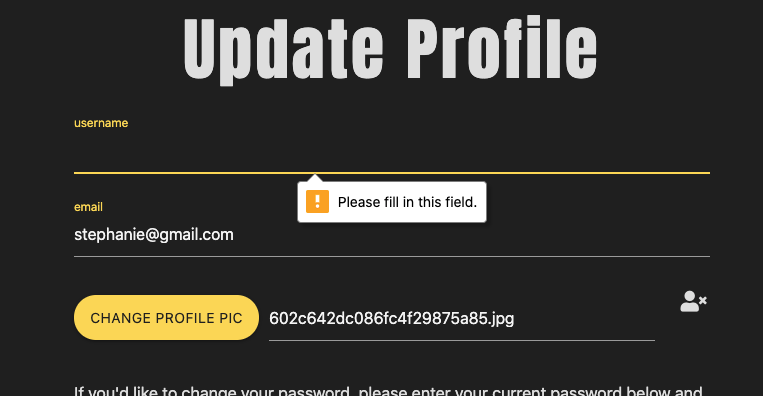 Update Profile
username
Please fill in this field.
email
stephanie@gmail.com
CHANGE PROFILE PIC
602c642dc086fc4f29875a85.jpg
If you'd like to change your password, please enter your current password below and